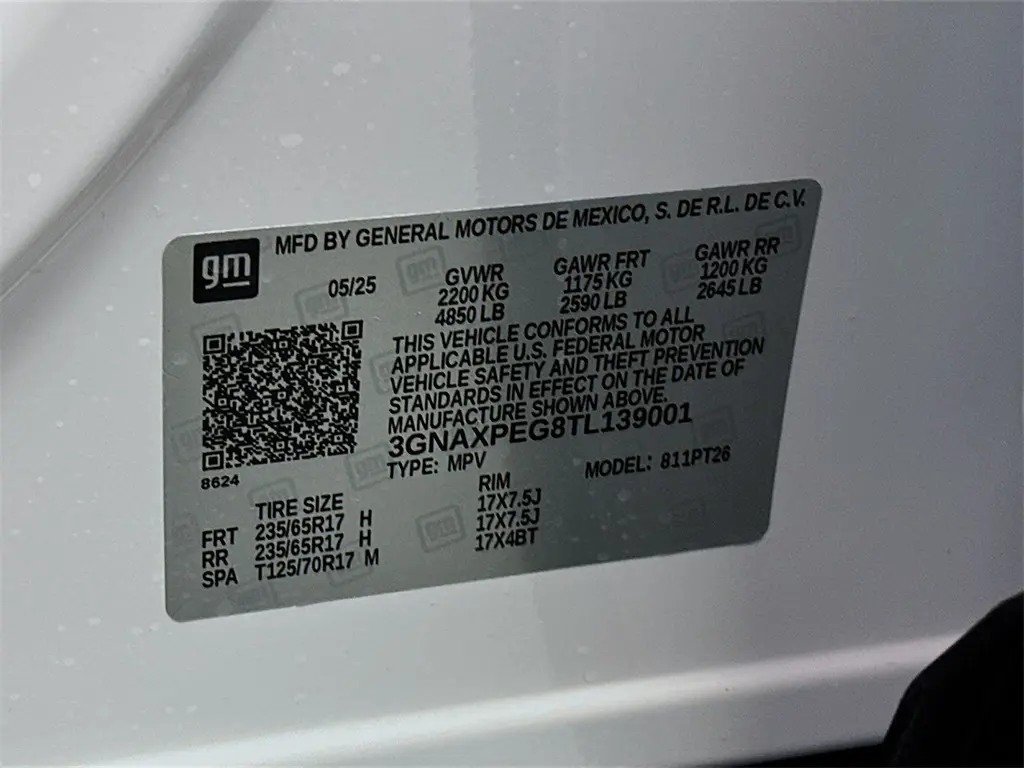 gm
MFD BY GENERAL MOTORS DE MEXICO, S. DE R.L. DE C.V.
05/25 GVWR GAWR FRT GAWR RR
2200 KG 1175 KG 1200 KG
4850 LB 2590 LB 2645 LB
THIS VEHICLE CONFORMS TO ALL
APPLICABLE U.S. FEDERAL MOTOR
VEHICLE SAFETY AND THEFT PREVENTION
STANDARDS IN EFFECT ON THE DATE OF
MANUFACTURE SHOWN ABOVE.
3GNAXPEG8TL139001
TYPE: MPV MODEL: 811PT26
8624
TIRE SIZE RIM
FRT 235/65R17 H 17X7.5J
RR 235/65R17 H 17X7.5J
SPA T125/70R17 M 17X4BT